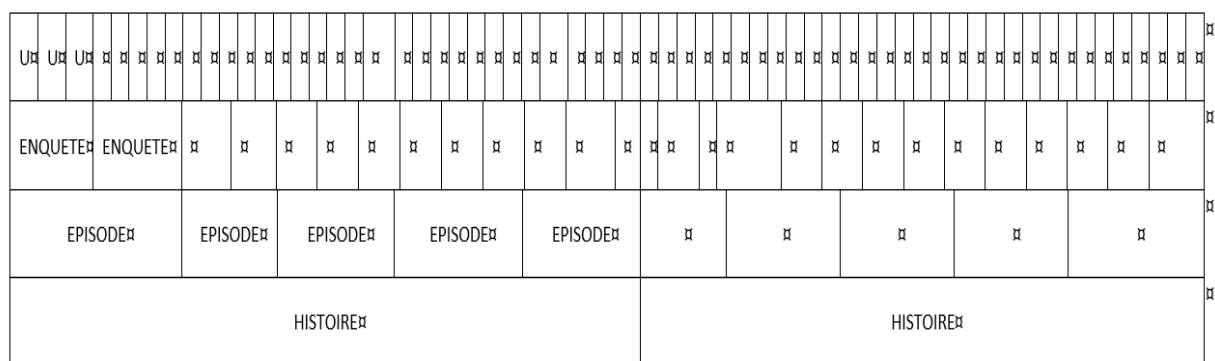 U¤ U¤ U¤ ¤ ¤ ¤ ¤ ¤ ¤ ¤ ¤ ¤ ¤ ¤ ¤ ¤ ¤ ¤ ¤ ¤ ¤ ¤ ¤ ¤ ¤ ¤ ¤ ¤ ¤ ¤ ¤ ¤ ¤ ¤ ¤ ¤ ¤ ¤ ¤ ¤ ¤ ¤ ¤ ¤ ¤ ¤ ¤ ¤ ¤ ¤ ¤ ¤ ¤ ¤ ¤ ¤ ¤ ¤ ¤ ¤ ¤ ¤ ¤ ¤
ENQUETE¤ ENQUETE¤ ¤ ¤ ¤ ¤ ¤ ¤ ¤ ¤ ¤ ¤ ¤ ¤ ¤ ¤ ¤ ¤ ¤ ¤ ¤ ¤ ¤ ¤ ¤ ¤ ¤ ¤
EPISODE¤ EPISODE¤ EPISODE¤ EPISODE¤ EPISODE¤ ¤ ¤ ¤ ¤ ¤ ¤
HISTOIRE¤ HISTOIRE¤ ¤